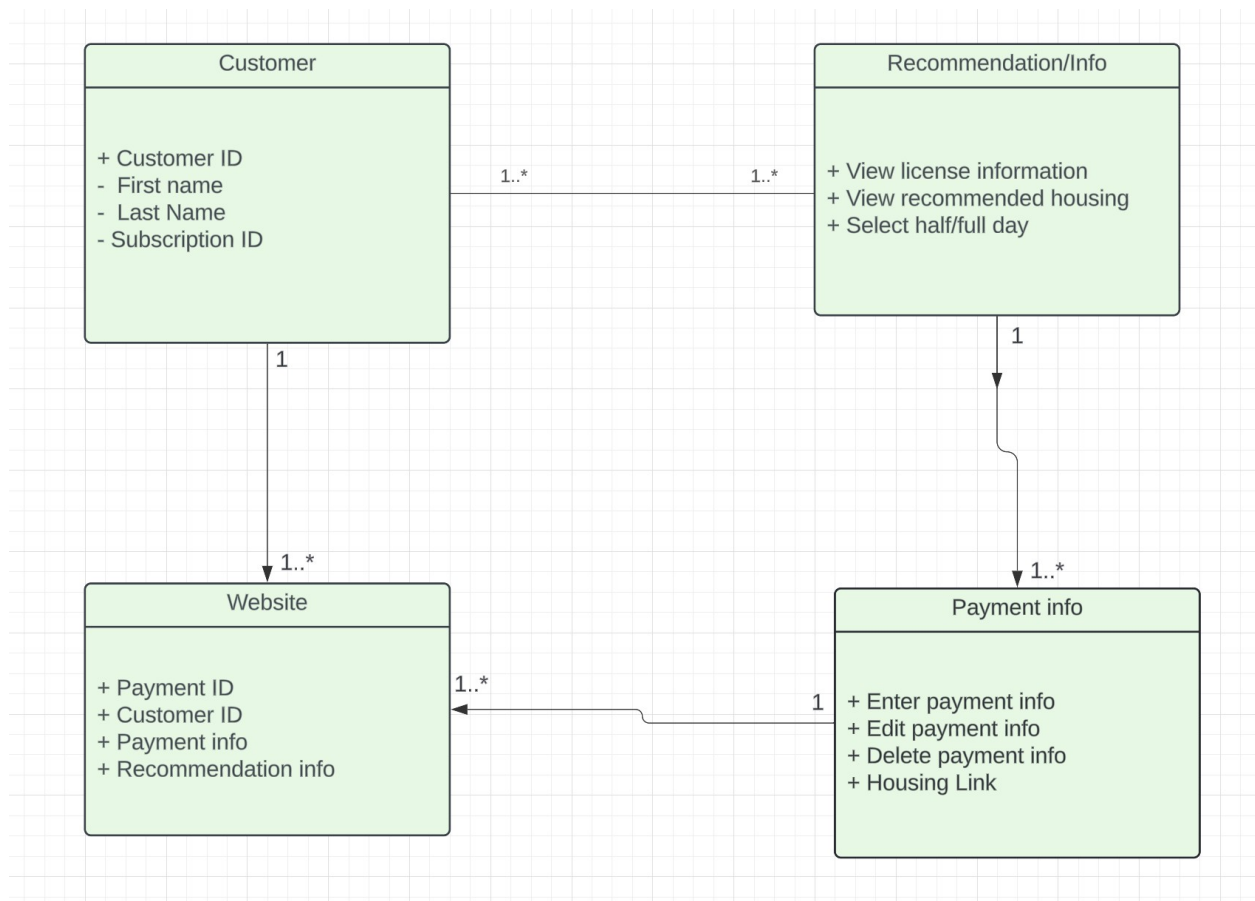 Customer
+ Customer ID
-  First name
-  Last Name
- Subscription ID
1..*
1..*
Recommendation/Info
+ View license information
+ View recommended housing
+ Select half/full day
1
1..*
1
1..*
Website
+ Payment ID
+ Customer ID
+ Payment info
+ Recommendation info
1..*
1
Payment info
+ Enter payment info
+ Edit payment info
+ Delete payment info
+ Housing Link